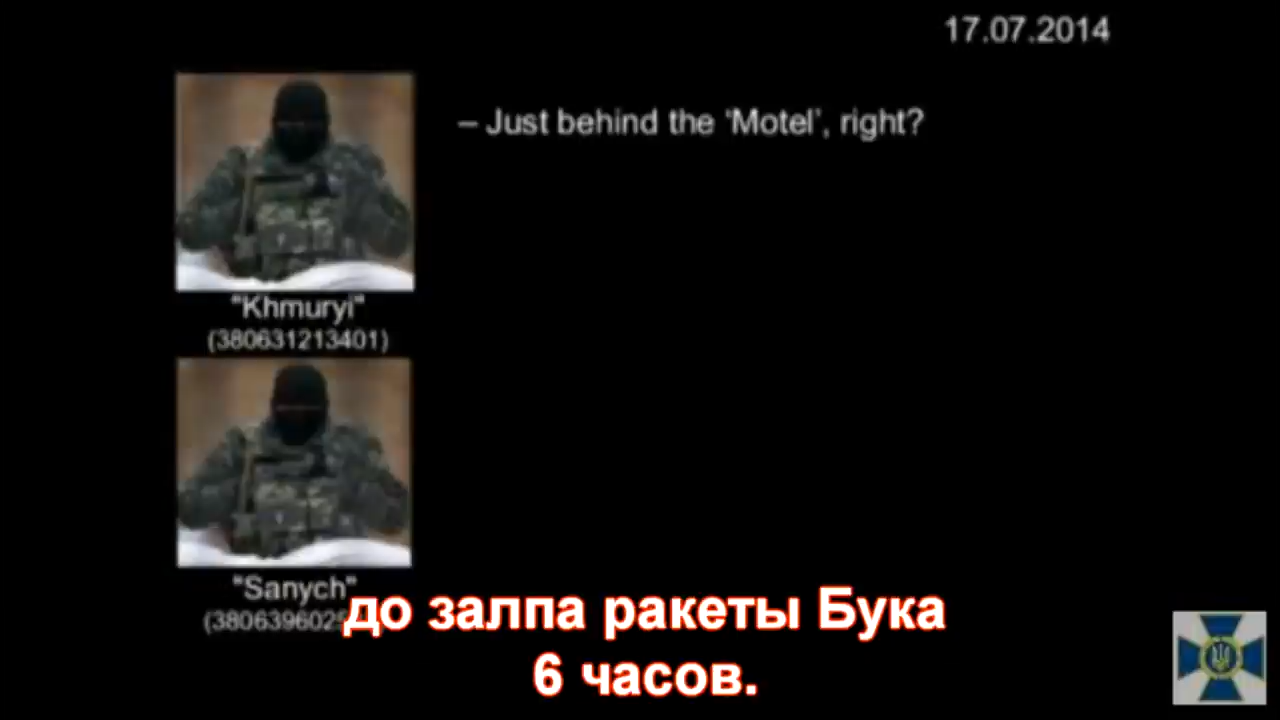 17.07.2014
– Just behind the 'Motel', right?
"Khmuryi"
(380631213401)
"Sanych"
до залпа ракеты Бука
6 часов.